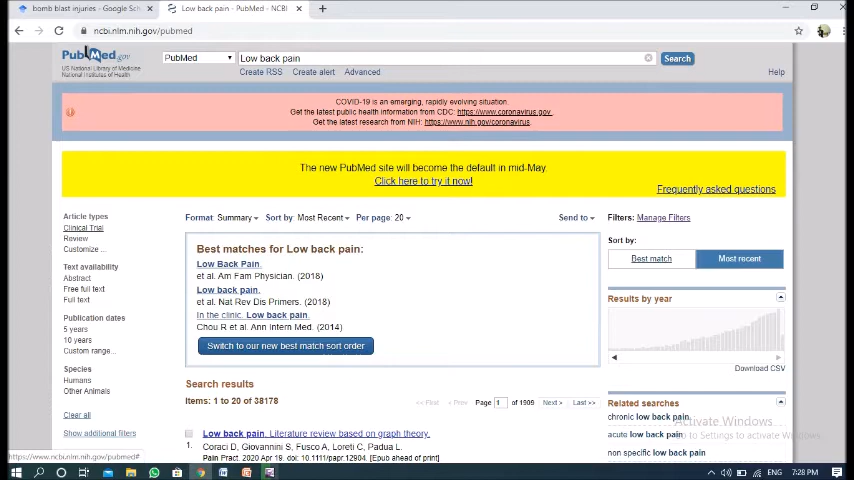 bomb blast injuries - Google Sch
Low back pain - PubMed - NCBI
ncbi.nlm.nih.gov/pubmed
PubMed.gov
US National Library of Medicine
National Institutes of Health
PubMed
Low back pain
Search
Create RSS Create alert Advanced
Help
COVID-19 is an emerging, rapidly evolving situation.
Get the latest public health information from CDC: https://www.coronavirus.gov
Get the latest research from NIH: https://www.nih.gov/coronavirus
The new PubMed site will become the default in mid-May.
Click here to try it now!
Frequently asked questions
Article types
Clinical Trial
Review
Customize ...
Text availability
Abstract
Free full text
Full text
Publication dates
5 years
10 years
Custom range...
Species
Humans
Other Animals
Clear all
Show additional filters
Format: Summary Sort by: Most Recent Per page: 20
Send to
Best matches for Low back pain:
Low Back Pain.
et al. Am Fam Physician. (2018)
Low back pain.
et al. Nat Rev Dis Primers. (2018)
In the clinic. Low back pain.
Chou R et al. Ann Intern Med. (2014)
Switch to our new best match sort order
Search results
Items: 1 to 20 of 38178
<< First < Prev Page 1 of 1909 Next > Last >>
Low back pain. Literature review based on graph theory.
1. Coraci D, Giovannini S, Fusco A, Loreti C, Padua L.
Pain Pract. 2020 Apr 19. doi: 10.1111/papr.12904. [Epub ahead of print]
Filters: Manage Filters
Sort by:
Best match Most recent
Results by year
Download CSV
Related searches
chronic low back pain
acute low back pain
non specific low back pain
Activate Windows
Go to Settings to activate Windows.
https://www.ncbi.nlm.nih.gov/pubmed#
ENG 7:28 PM